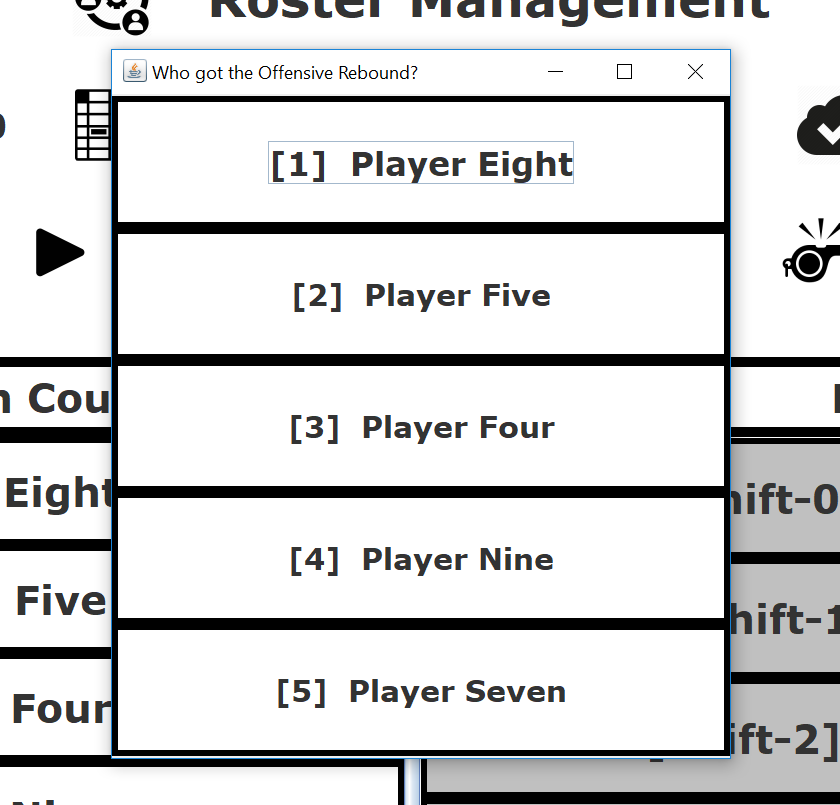 Roster Management
Who got the Offensive Rebound?
[1] Player Eight
[2] Player Five
[3] Player Four
[4] Player Nine
[5] Player Seven
Cou
Eight
Five
Four
hift-0
hift-1
ift-2]